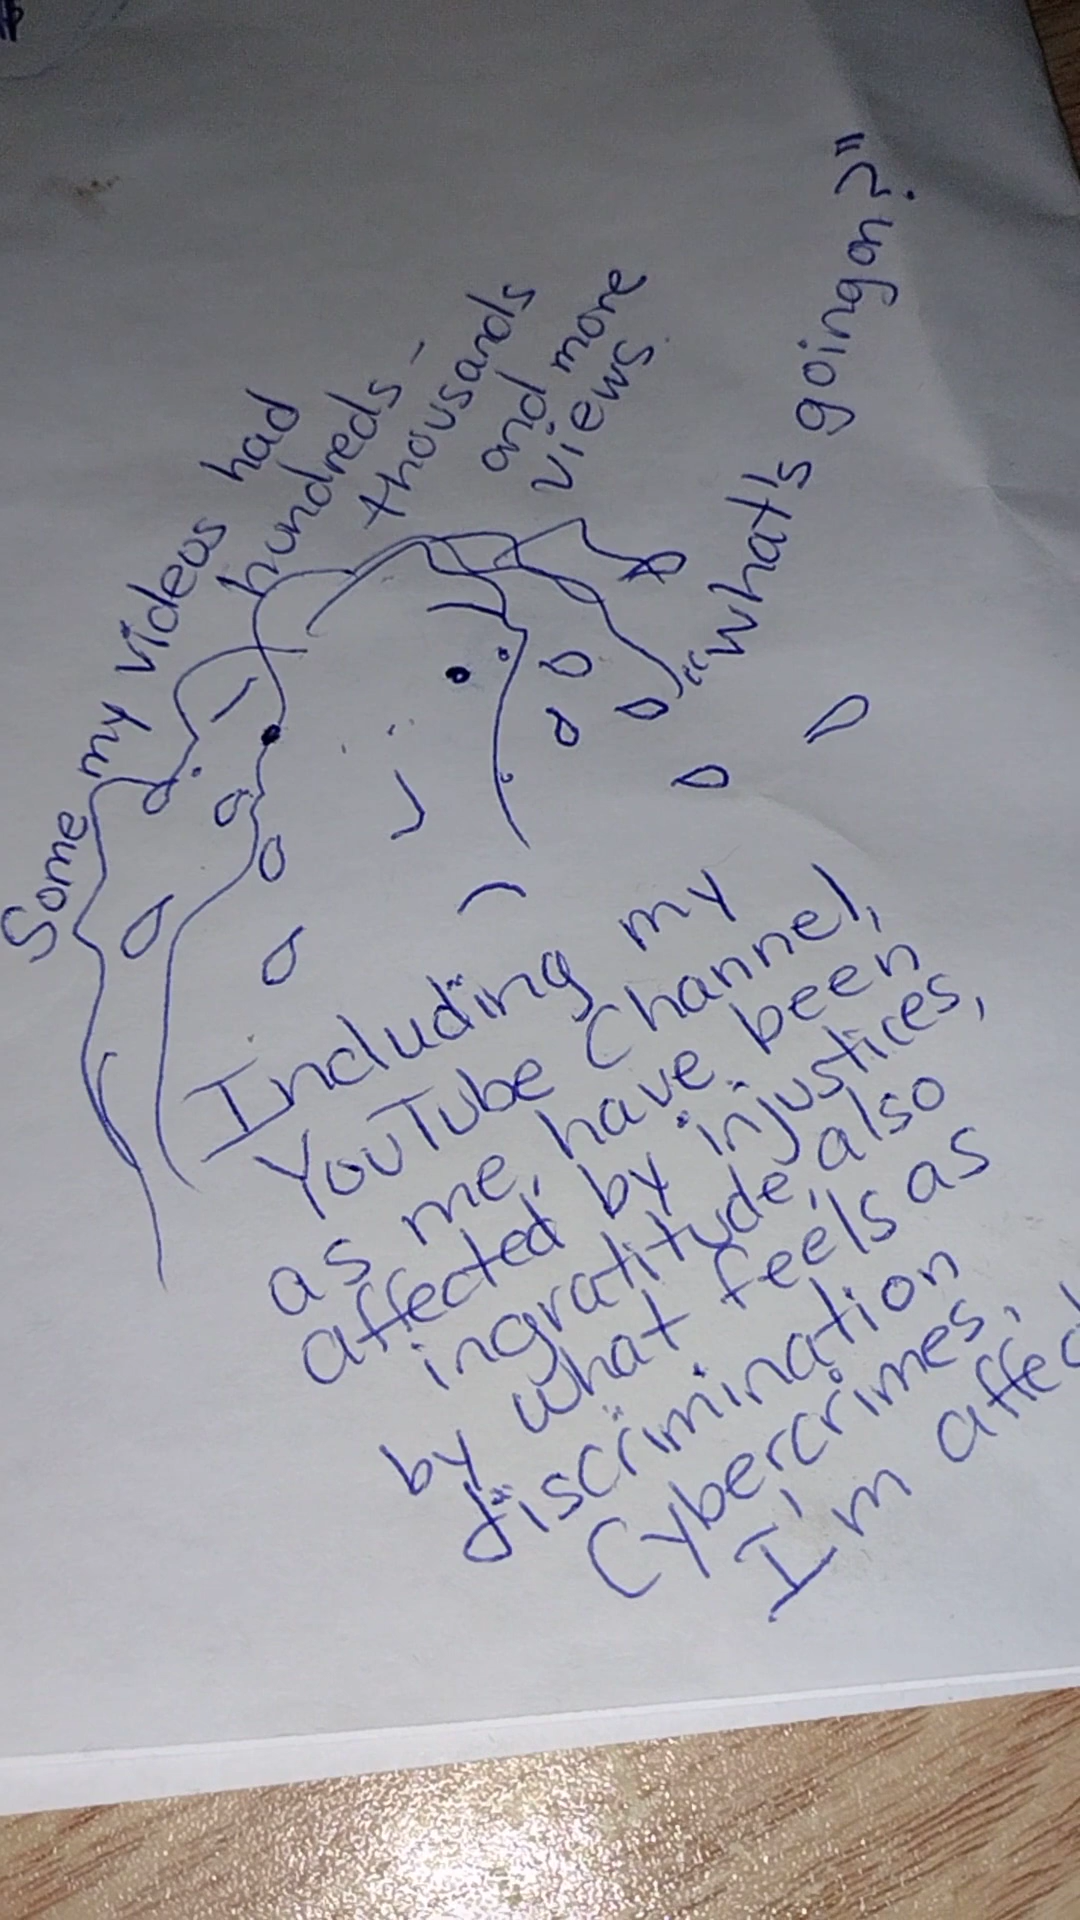 Some my videos had
hundreds -
thousands
and more
views.
"What's going on?"
Including my
YouTube Channel,
as me, have been
affected by injustices,
ingratitude, also
by what feels as
discrimination
Cybercrimes,
I'm affec